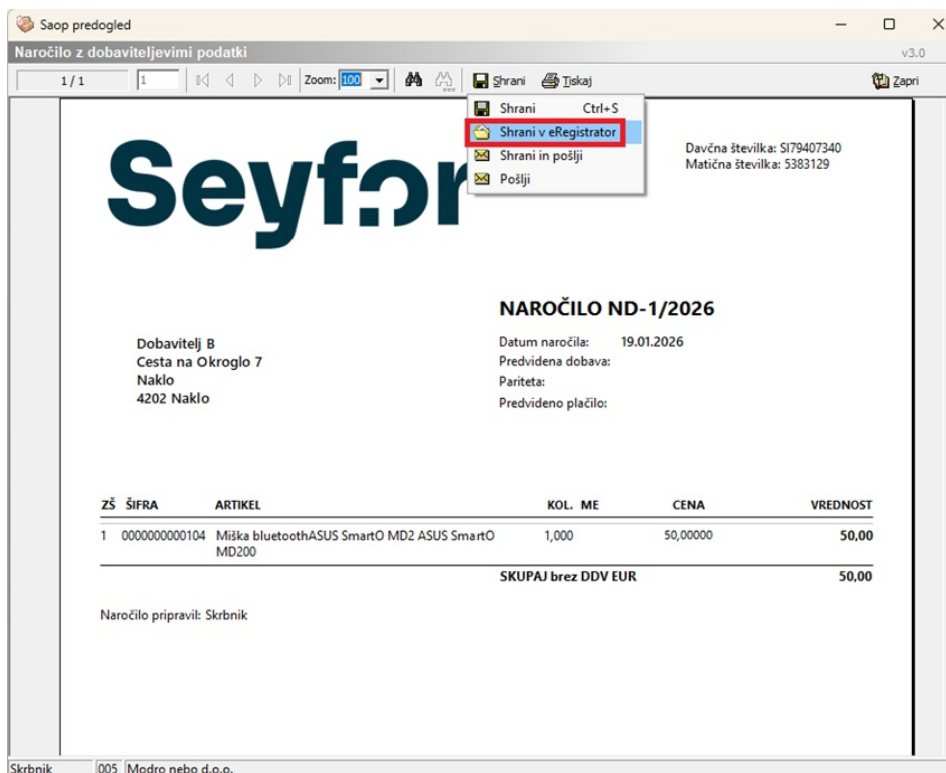 Saop predogled
Naročilo z dobaviteljevimi podatki v3.0
1 / 1 1 Zoom: 100 Shrani Tiskaj Zapri
Shrani Ctrl+S
Shrani v eRegistrator
Shrani in pošlji
Pošlji
Seyfor
Davčna številka: SI79407340
Matična številka: 5383129
NAROČILO ND-1/2026
Datum naročila: 19.01.2026
Predvidena dobava:
Pariteta:
Predvideno plačilo:
Dobavitelj B
Cesta na Okroglo 7
Naklo
4202 Naklo
ZŠ ŠIFRA ARTIKEL KOL. ME CENA VREDNOST
1 0000000000104 Miška bluetoothASUS SmartO MD2 ASUS SmartO 1,000 50,00000 50,00
MD200
SKUPAJ brez DDV EUR 50,00
Naročilo pripravil: Skrbnik
Skrbnik 005 Modro nebo d.o.o.